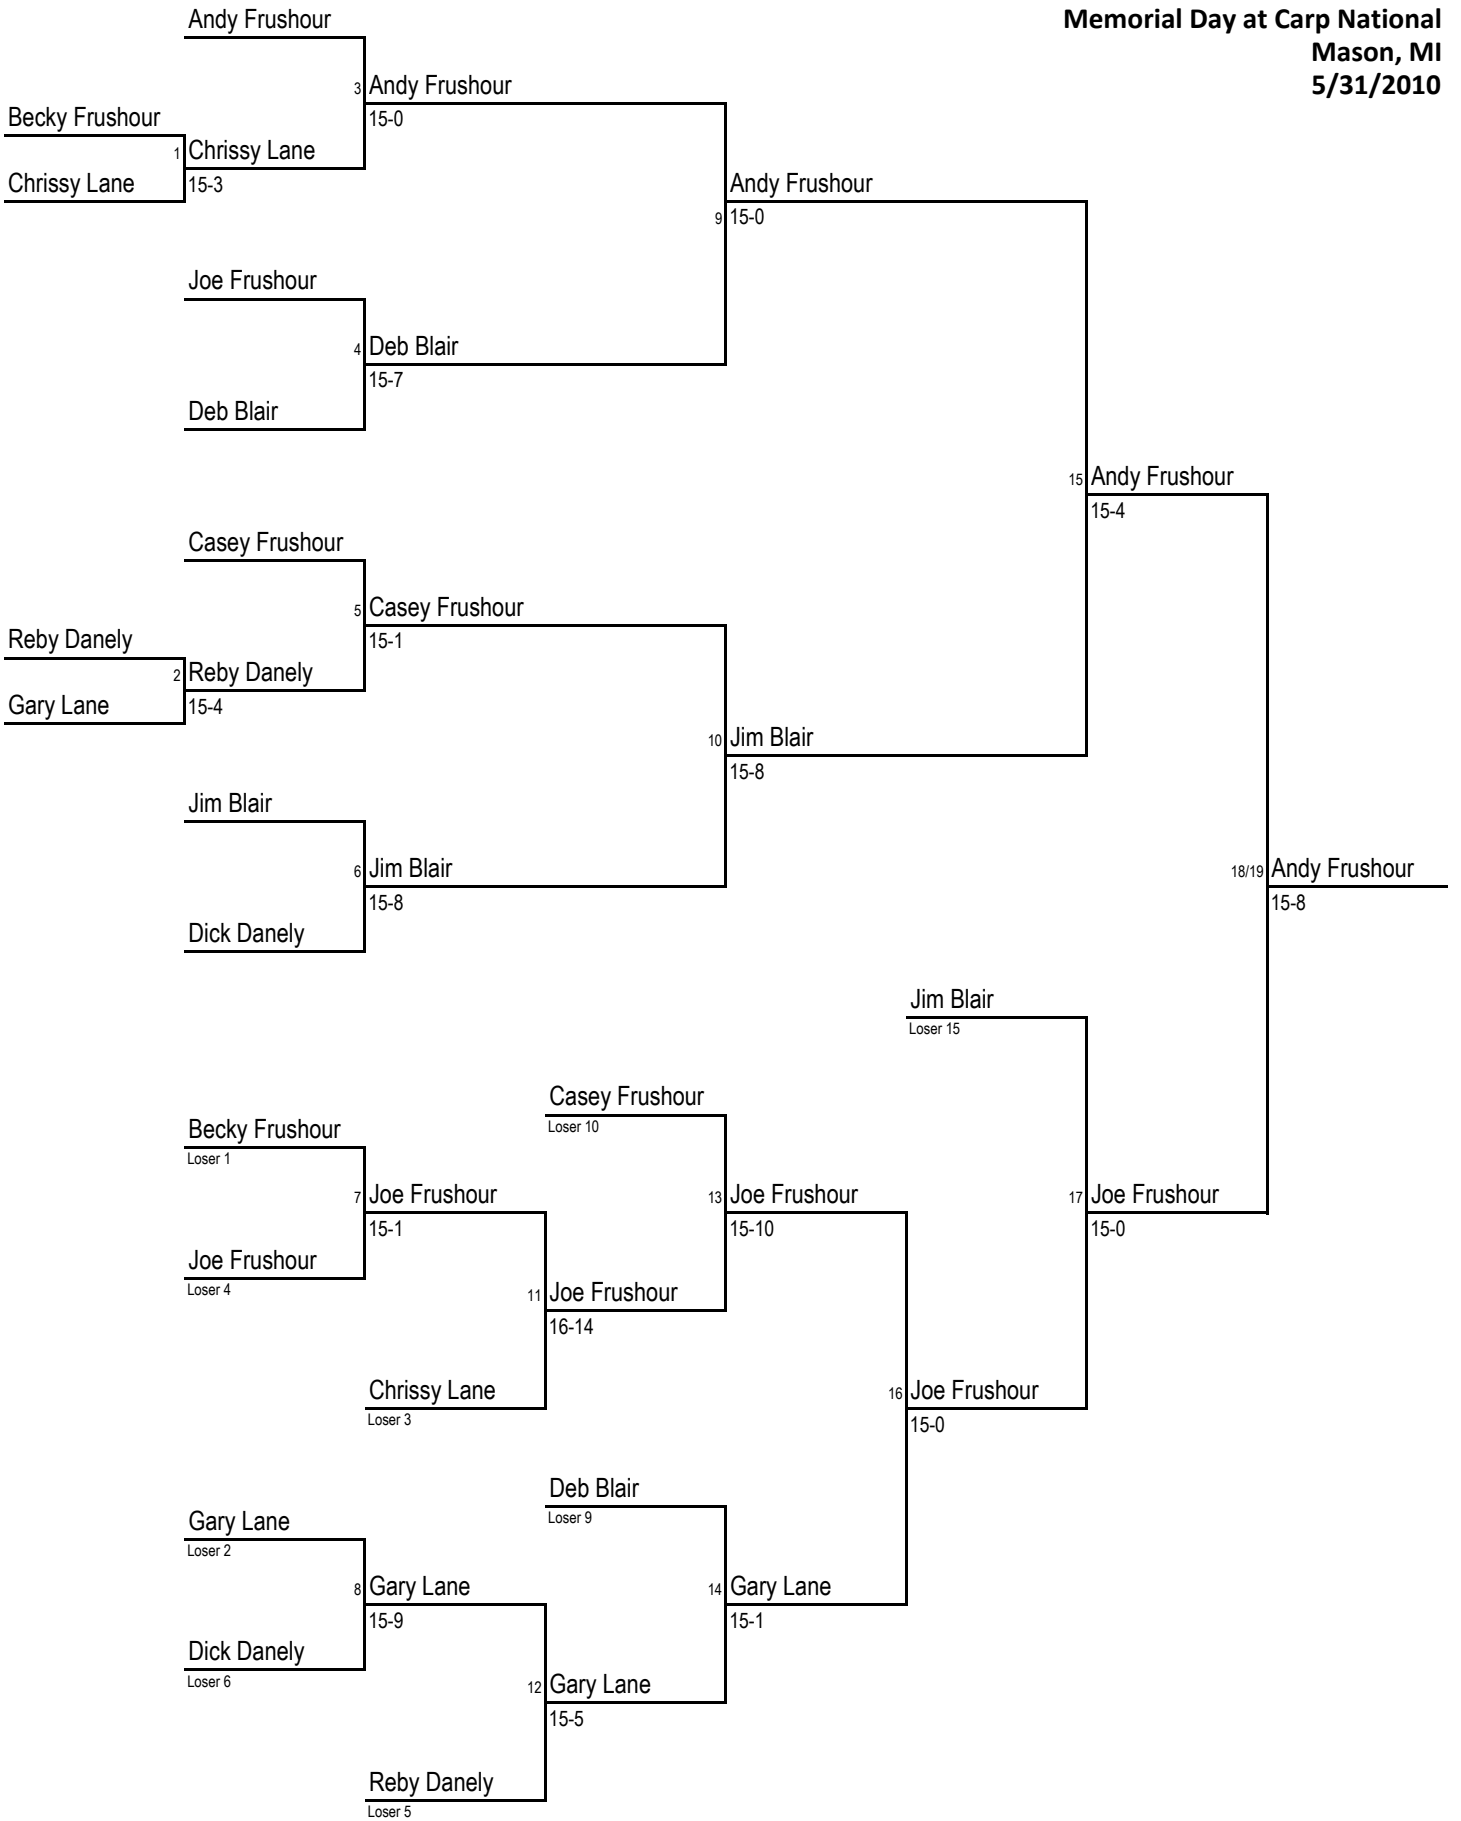 Memorial Day at Carp National
Mason, MI
5/31/2010
Andy Frushour
3 Andy Frushour
15-0
Becky Frushour
1 Chrissy Lane
Chrissy Lane
15-3
Andy Frushour
9 15-0
Joe Frushour
4 Deb Blair
15-7
Deb Blair
15 Andy Frushour
15-4
Casey Frushour
5 Casey Frushour
15-1
Reby Danely
2 Reby Danely
Gary Lane
15-4
10 Jim Blair
15-8
Jim Blair
6 Jim Blair
15-8
Dick Danely
18/19 Andy Frushour
15-8
Jim Blair
Loser 15
Casey Frushour
Loser 10
Becky Frushour
Loser 1
7 Joe Frushour
15-1
13 Joe Frushour
15-10
17 Joe Frushour
15-0
Joe Frushour
Loser 4
11 Joe Frushour
16-14
Chrissy Lane
Loser 3
16 Joe Frushour
15-0
Deb Blair
Loser 9
Gary Lane
Loser 2
8 Gary Lane
15-9
14 Gary Lane
15-1
Dick Danely
Loser 6
12 Gary Lane
15-5
Reby Danely
Loser 5